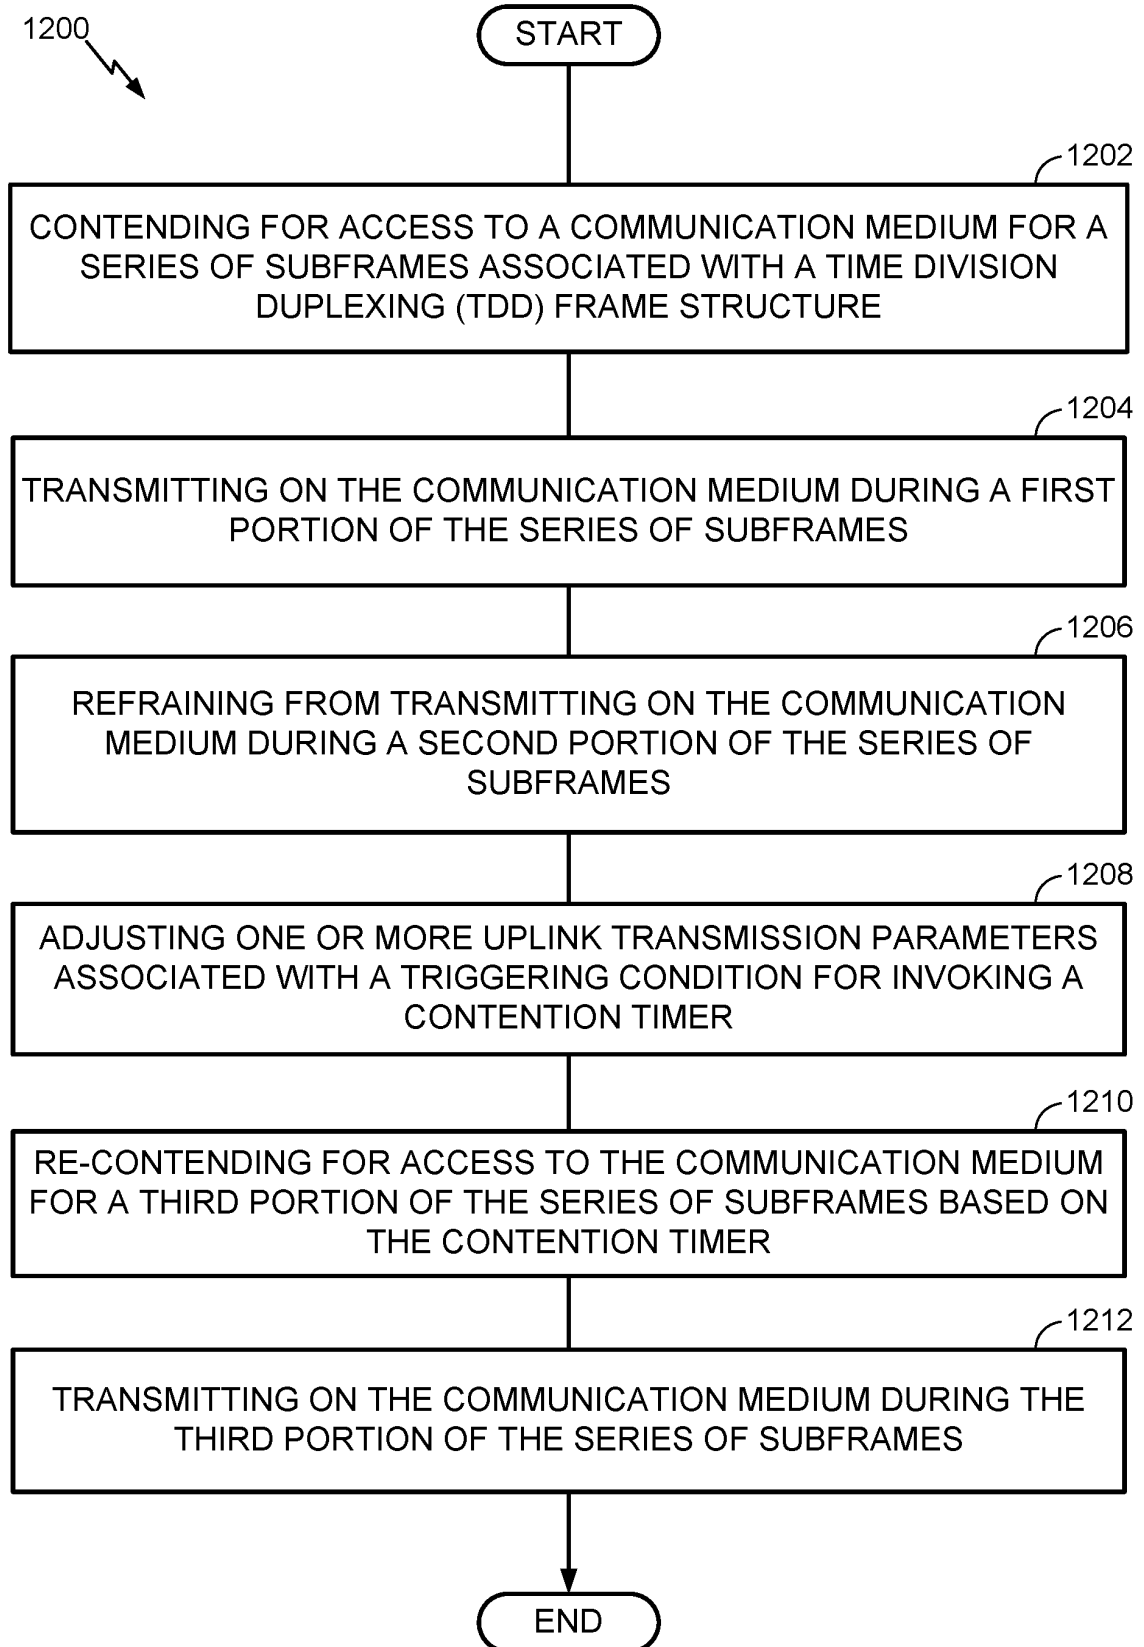 1200
START
1202
CONTENDING FOR ACCESS TO A COMMUNICATION MEDIUM FOR A
SERIES OF SUBFRAMES ASSOCIATED WITH A TIME DIVISION
DUPLEXING (TDD) FRAME STRUCTURE
1204
TRANSMITTING ON THE COMMUNICATION MEDIUM DURING A FIRST
PORTION OF THE SERIES OF SUBFRAMES
1206
REFRAINING FROM TRANSMITTING ON THE COMMUNICATION
MEDIUM DURING A SECOND PORTION OF THE SERIES OF
SUBFRAMES
1208
ADJUSTING ONE OR MORE UPLINK TRANSMISSION PARAMETERS
ASSOCIATED WITH A TRIGGERING CONDITION FOR INVOKING A
CONTENTION TIMER
1210
RE-CONTENDING FOR ACCESS TO THE COMMUNICATION MEDIUM
FOR A THIRD PORTION OF THE SERIES OF SUBFRAMES BASED ON
THE CONTENTION TIMER
1212
TRANSMITTING ON THE COMMUNICATION MEDIUM DURING THE
THIRD PORTION OF THE SERIES OF SUBFRAMES
END